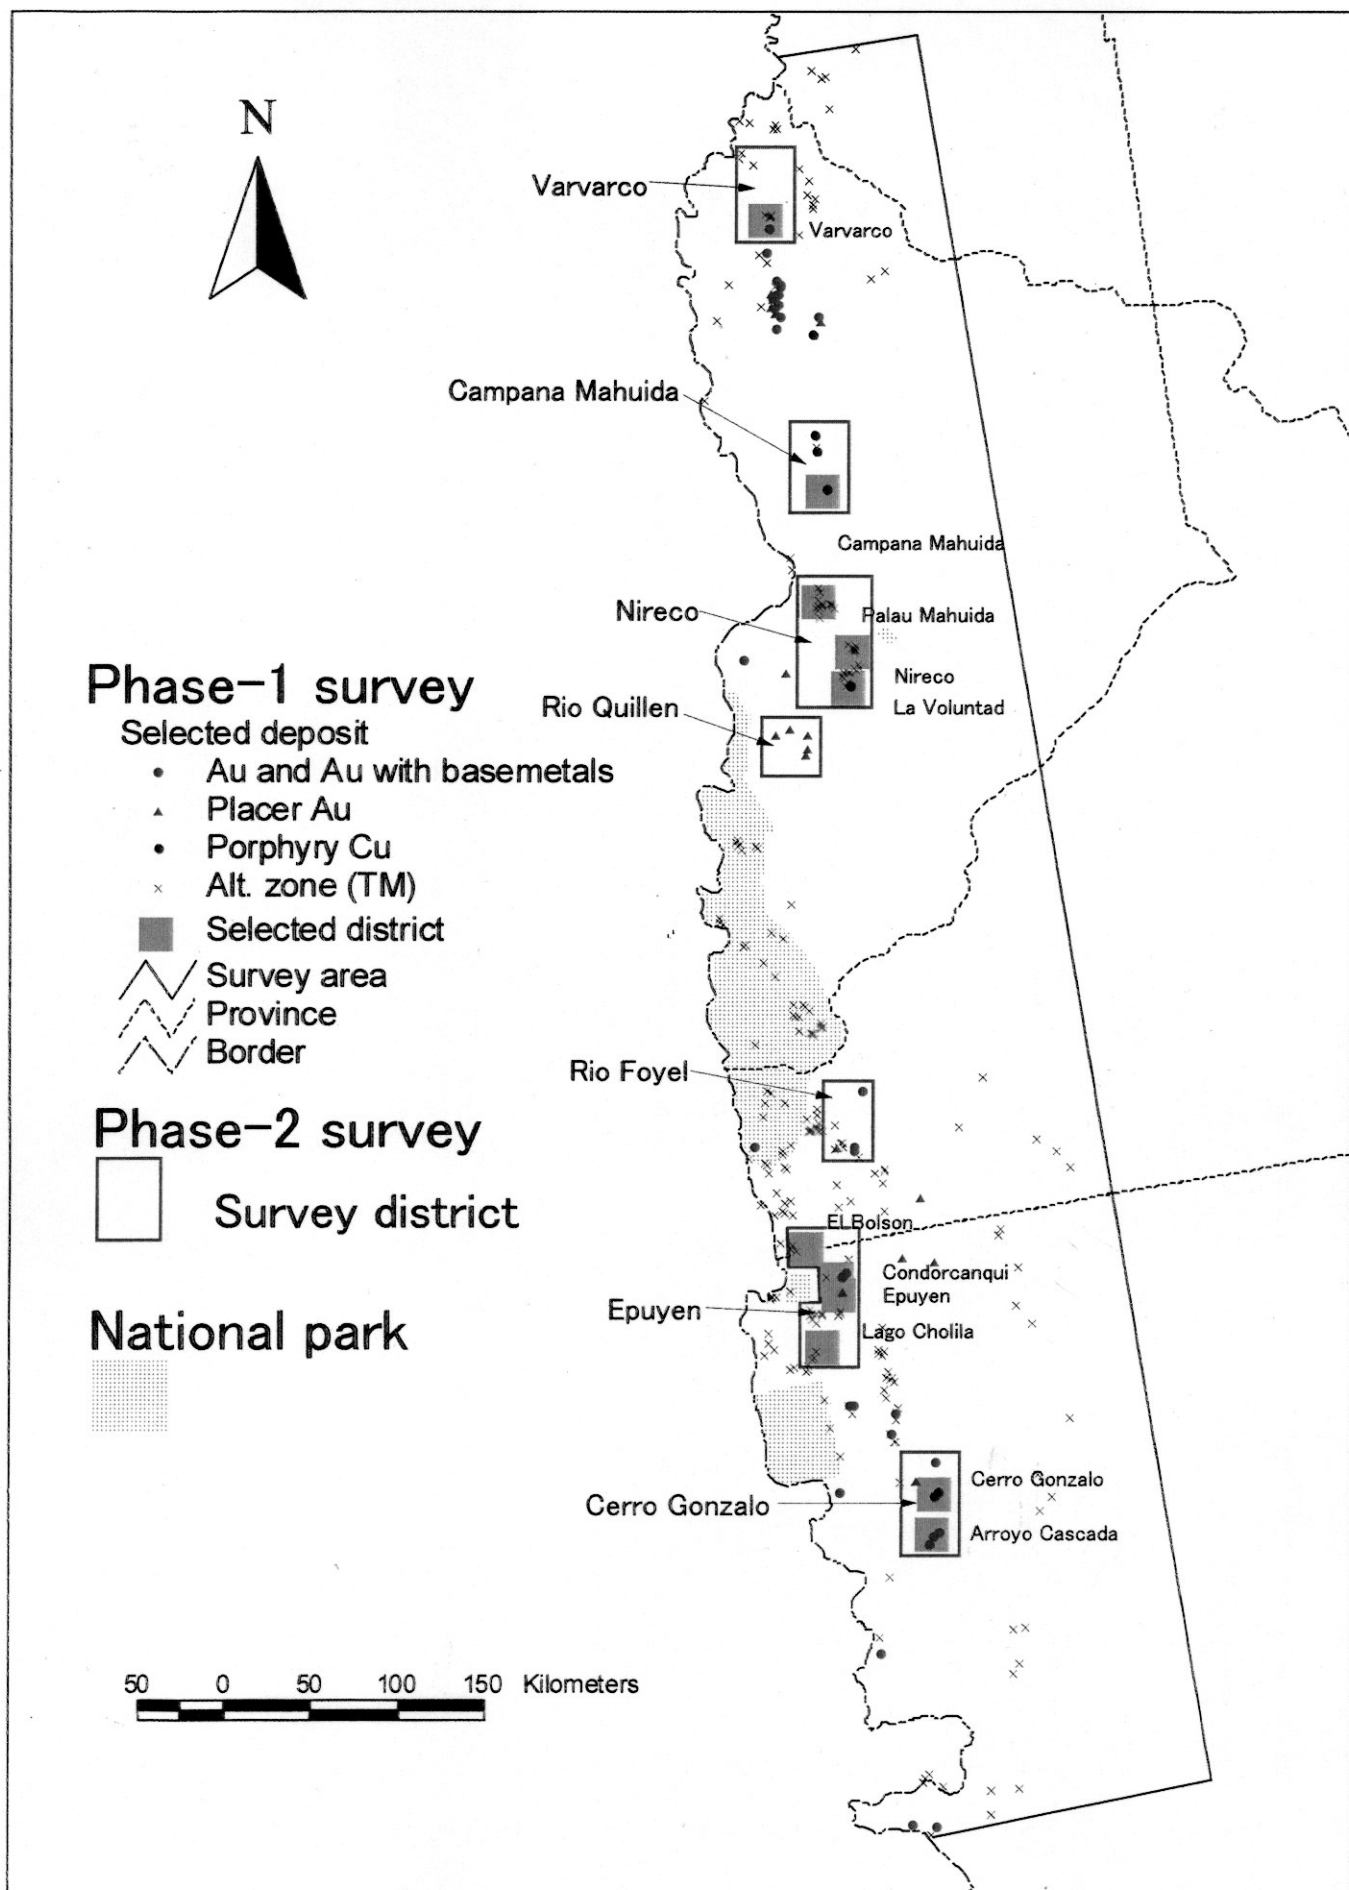 N
Varvarco
Varvarco
Campana Mahuida
Campana Mahuida
Nireco
Palau Mahuida
Nireco
La Voluntad
Rio Quillen
Phase-1 survey
Selected deposit
Au and Au with basemetals
Placer Au
Porphyry Cu
Alt. zone (TM)
Selected district
Survey area
Province
Border
Rio Foyel
Phase-2 survey
Survey district
ELBolson
Condorcanqui
Epuyen
Epuyen
Lago Cholila
National park
Cerro Gonzalo
Cerro Gonzalo
Arroyo Cascada
50 0 50 100 150 Kilometers